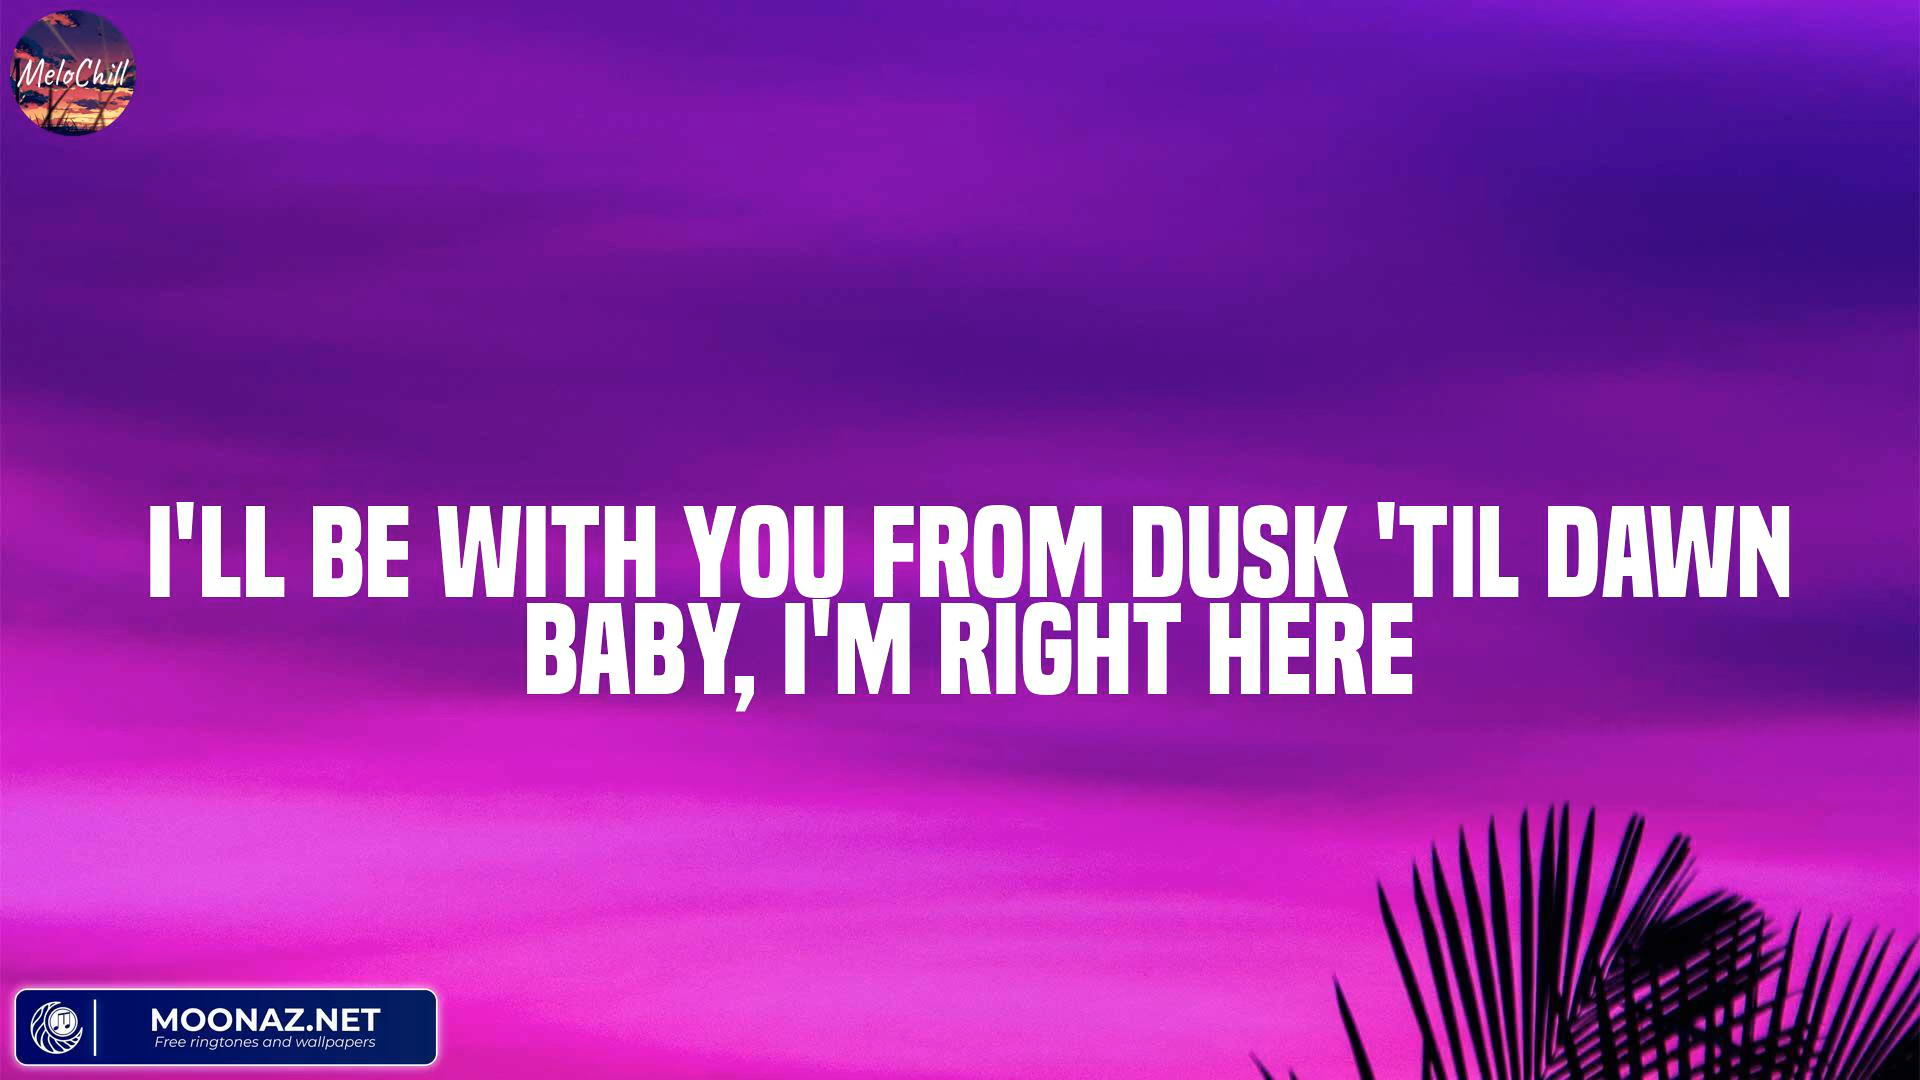 MeloChill
I'LL BE WITH YOU FROM DUSK 'TIL DAWN
BABY, I'M RIGHT HERE
MOONAZ.NET
Free ringtones and wallpapers